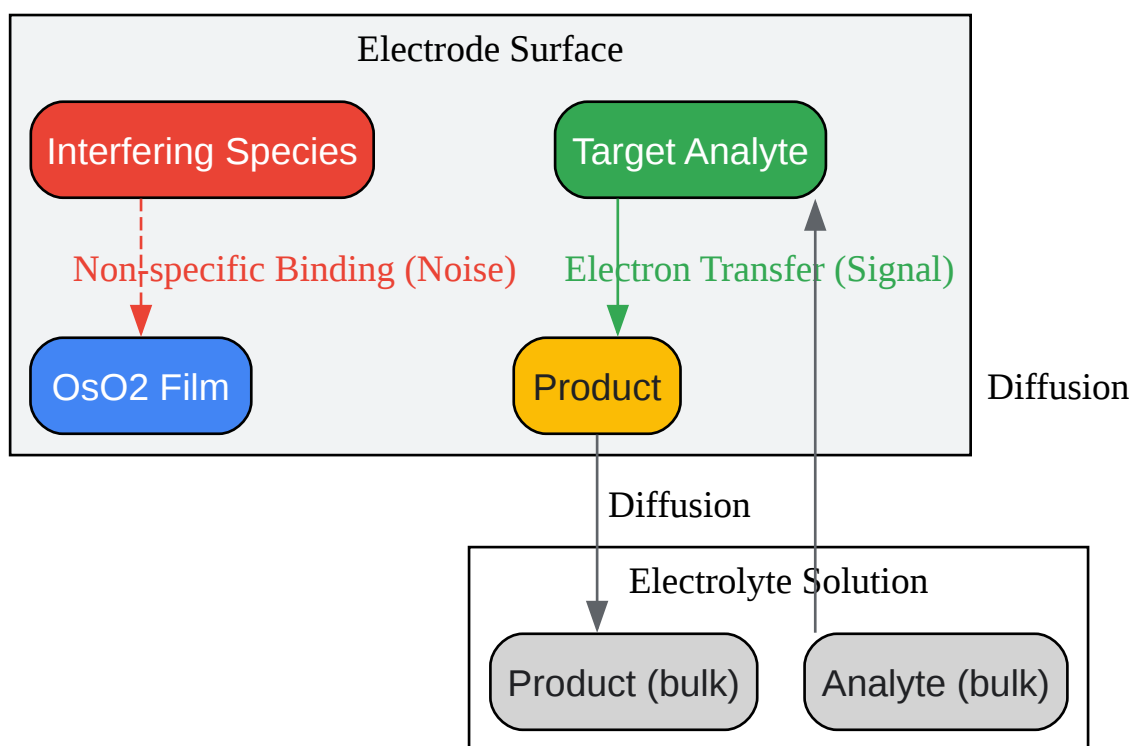 Electrode Surface
Interfering Species
Target Analyte
Non-specific Binding (Noise)
Electron Transfer (Signal)
OsO2 Film
Product
Diffusion
Diffusion
Electrolyte Solution
Product (bulk)
Analyte (bulk)